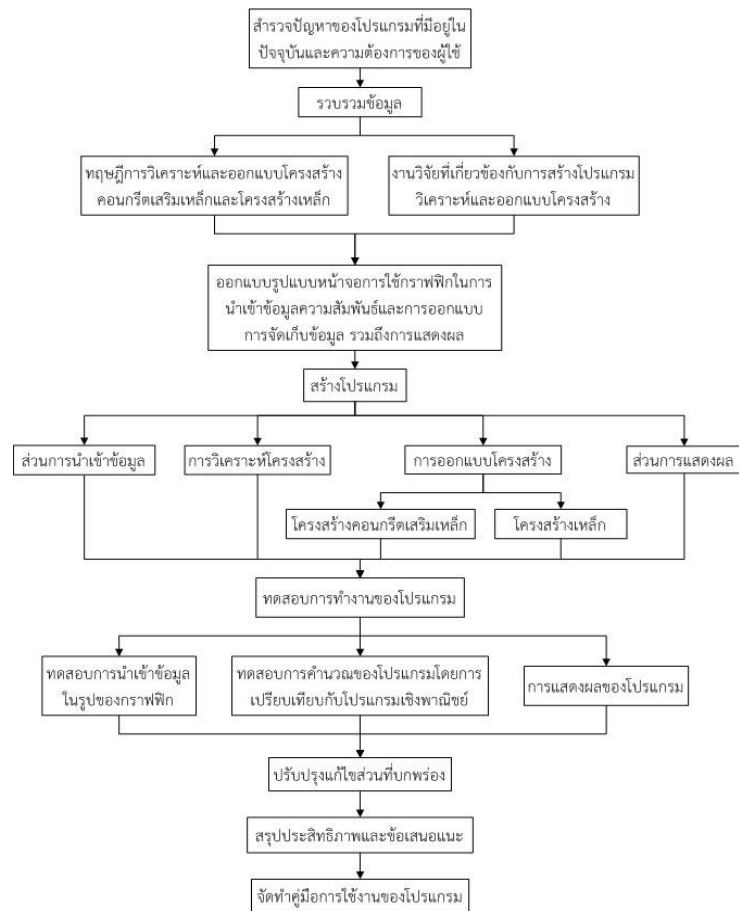 สำรวจปัญหาของโปรแกรมที่มีอยู่ใน
ปัจจุบันและความต้องการของผู้ใช้
รวบรวมข้อมูล
ทฤษฎีการวิเคราะห์และออกแบบโครงสร้าง
คอนกรีตเสริมเหล็กและโครงสร้างเหล็ก
งานวิจัยที่เกี่ยวข้องกับการสร้างโปรแกรม
วิเคราะห์และออกแบบโครงสร้าง
ออกแบบรูปแบบหน้าจอการใช้กราฟฟิกในการ
นำเข้าข้อมูลความสัมพันธ์และการออกแบบ
การจัดเก็บข้อมูล รวมถึงการแสดงผล
สร้างโปรแกรม
ส่วนการนำเข้าข้อมูล
การวิเคราะห์โครงสร้าง
การออกแบบโครงสร้าง
ส่วนการแสดงผล
โครงสร้างคอนกรีตเสริมเหล็ก
โครงสร้างเหล็ก
ทดสอบการทำงานของโปรแกรม
ทดสอบการนำเข้าข้อมูล
ในรูปของกราฟฟิก
ทดสอบการคำนวณของโปรแกรมโดยการ
เปรียบเทียบกับโปรแกรมเชิงพาณิชย์
การแสดงผลของโปรแกรม
ปรับปรุงแก้ไขส่วนที่บกพร่อง
สรุปประสิทธิภาพและข้อเสนอแนะ
จัดทำคู่มือการใช้งานของโปรแกรม